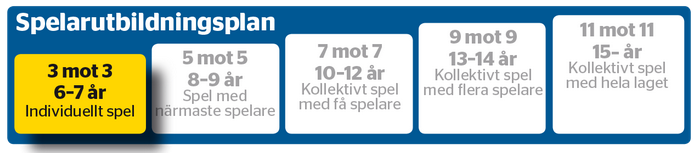 Spelarutbildningsplan
3 mot 3
6-7 år
Individuellt spel
5 mot 5
8-9 år
Spel med
närmaste spelare
7 mot 7
10-12 år
Kollektivt spel
med få spelare
9 mot 9
13-14 år
Kollektivt spel
med flera spelare
11 mot 11
15- år
Kollektivt spel
med hela laget